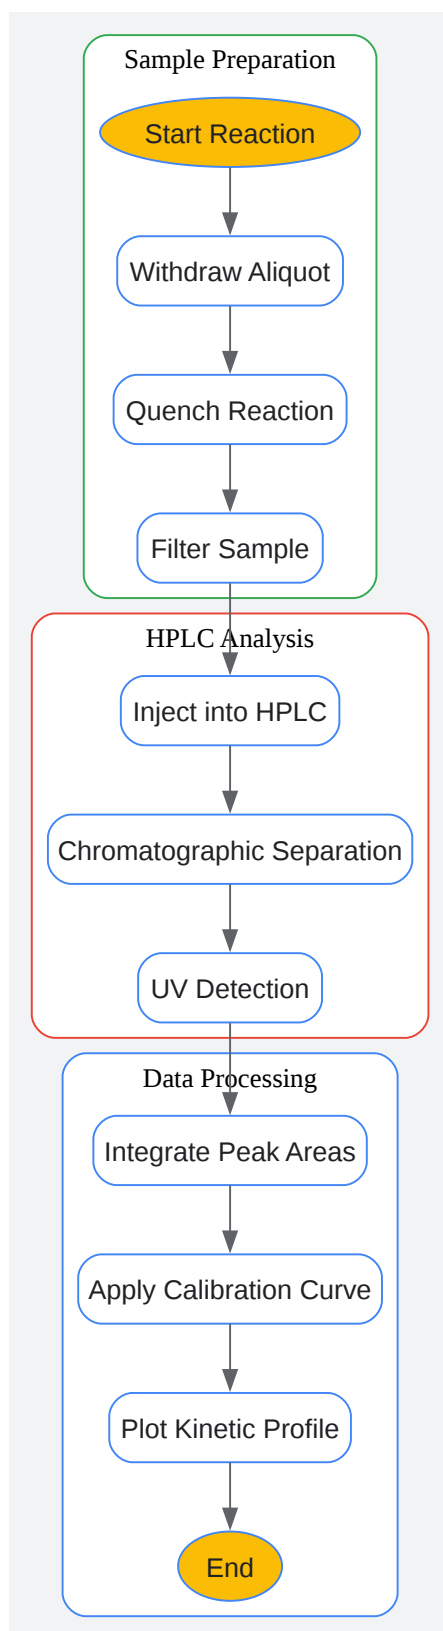 Sample Preparation
Start Reaction
Withdraw Aliquot
Quench Reaction
Filter Sample
HPLC Analysis
Inject into HPLC
Chromatographic Separation
UV Detection
Data Processing
Integrate Peak Areas
Apply Calibration Curve
Plot Kinetic Profile
End